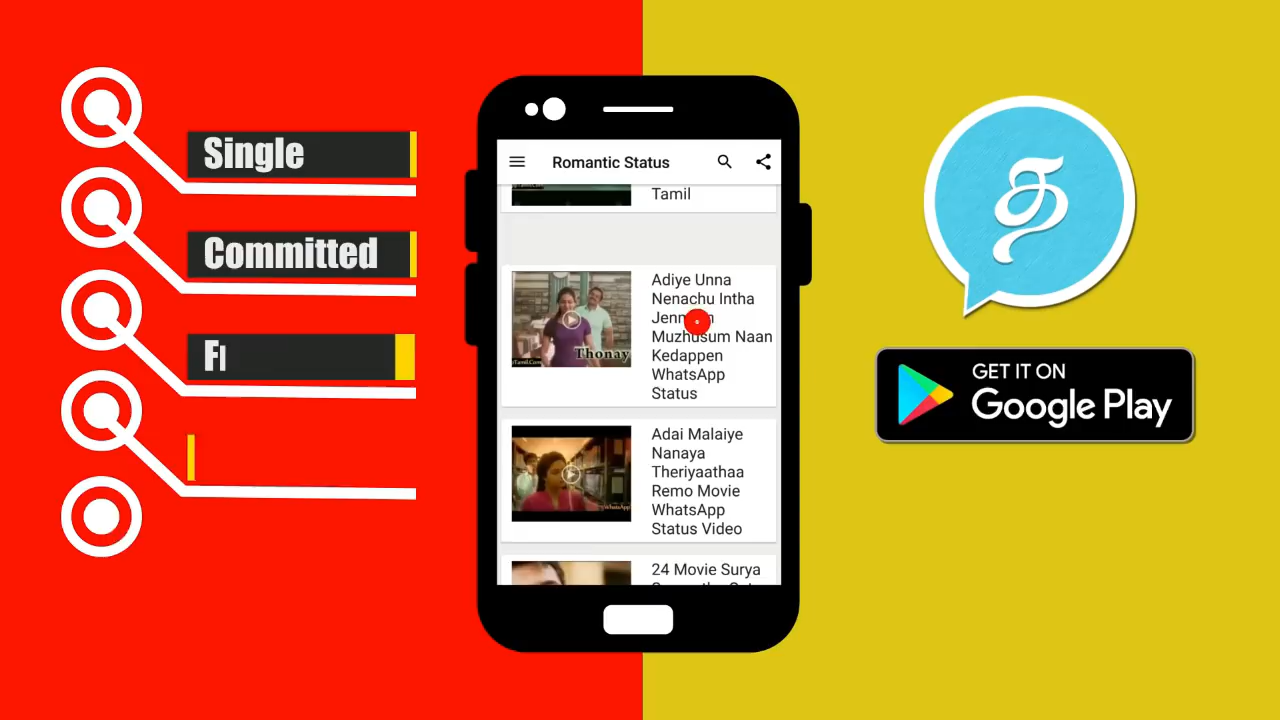 Single
Committed
Romantic Status
Tamil
Adiye Unna
Nenachu Intha
Muzhusum Naan
Kedappen
WhatsApp
Status
Thonay
Adai Malaiye
Nanaya
Theriyaathaa
Remo Movie
WhatsApp
Status Video
WhatsApp
24 Movie Surya
த
GET IT ON
Google Play